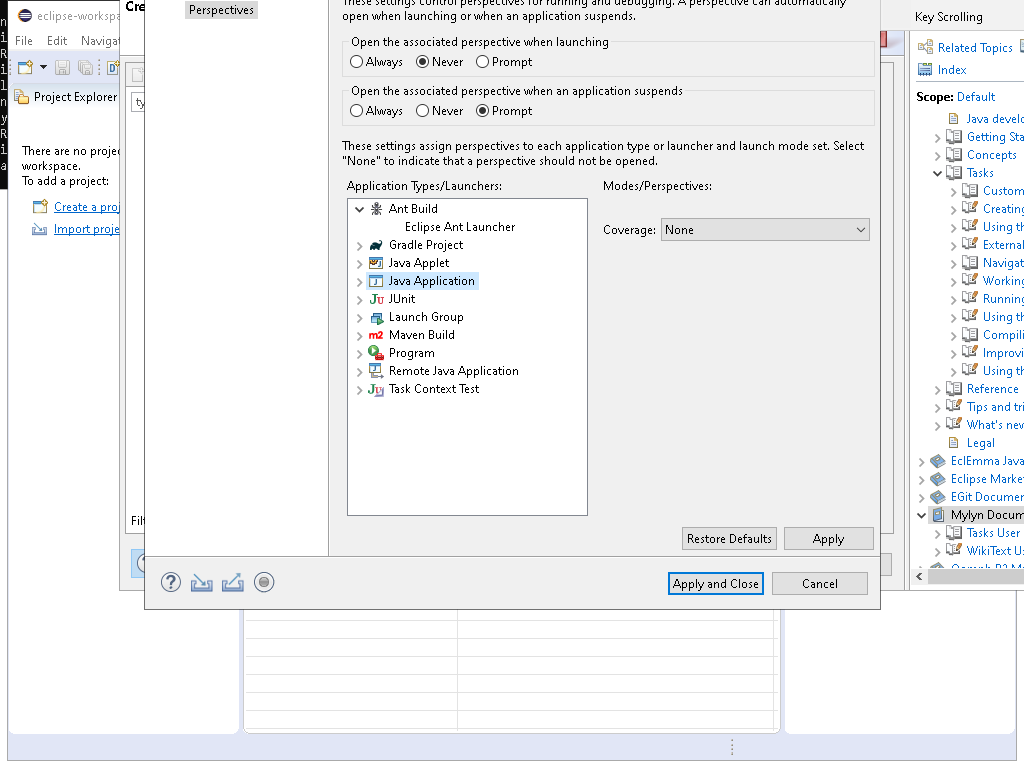 eclipse-workspa
Cre
Perspectives
These settings control perspectives for running and debugging. A perspective can automatically
open when launching or when an application suspends.
Key Scrolling
File Edit Navigat
Open the associated perspective when launching
Always Never Prompt
Related Topics
Index
Project Explorer
ty
Open the associated perspective when an application suspends
Always Never Prompt
Scope: Default
There are no proje
workspace.
To add a project:
Create a proj
Import proje
These settings assign perspectives to each application type or launcher and launch mode set. Select
"None" to indicate that a perspective should not be opened.
Application Types/Launchers:
Modes/Perspectives:
Ant Build
Eclipse Ant Launcher
Gradle Project
Java Applet
Java Application
JUnit
Launch Group
Maven Build
Program
Remote Java Application
Task Context Test
Coverage: None
Filt
Restore Defaults Apply
Apply and Close Cancel
Java develo
Getting Sta
Concepts
Tasks
Custom
Creating
Using th
External
Navigat
Working
Running
Using th
Compili
Improvi
Using th
Reference
Tips and tri
What's new
Legal
EclEmma Java
Eclipse Marke
EGit Documen
Mylyn Docum
Tasks User
WikiText Us